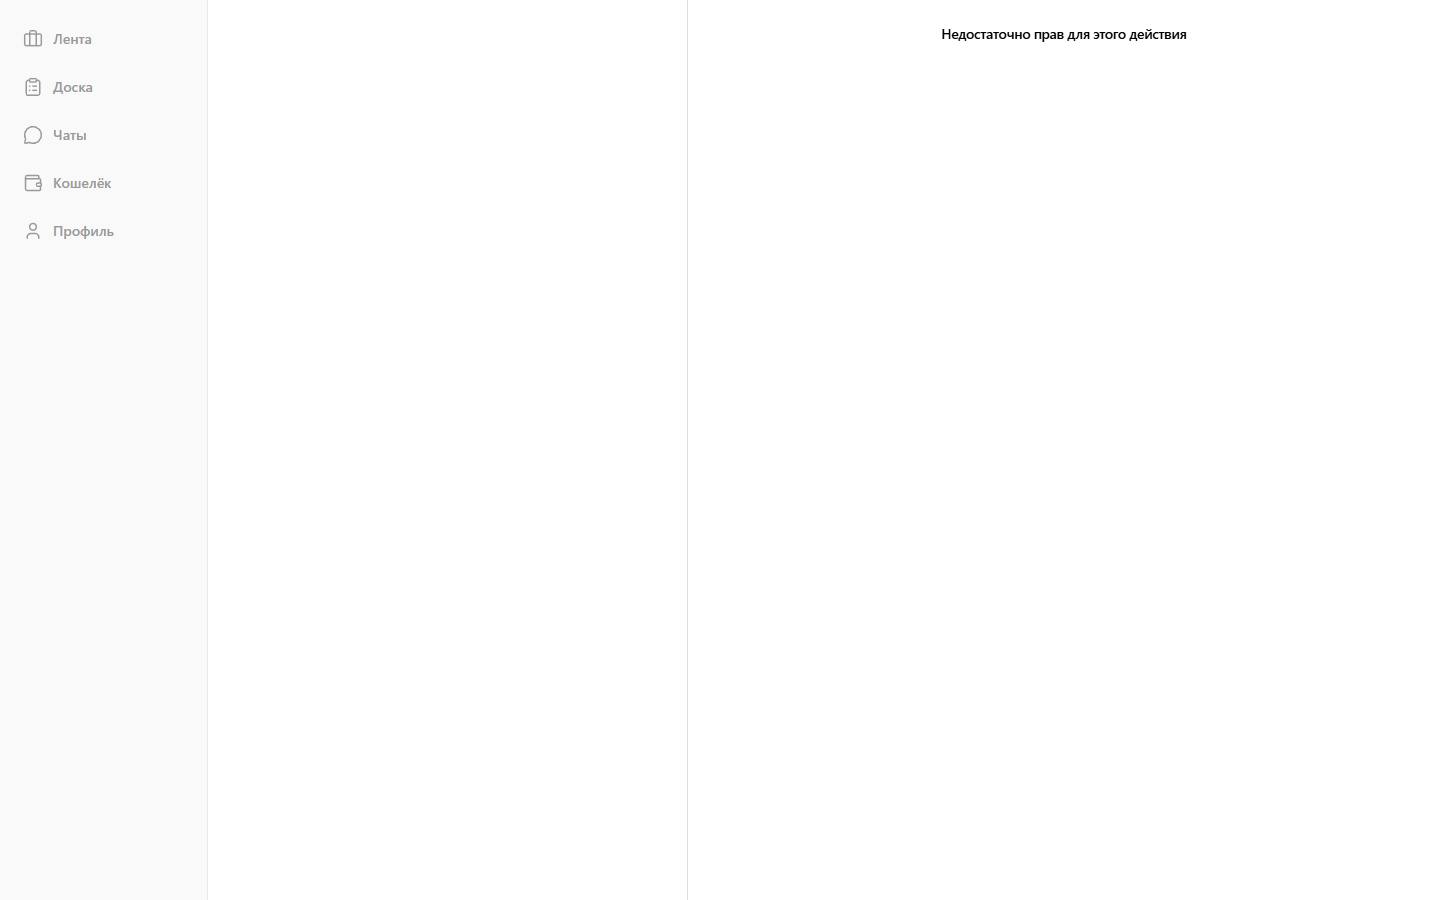 Лента
Доска
Чаты
Кошелёк
Профиль
Недостаточно прав для этого действия